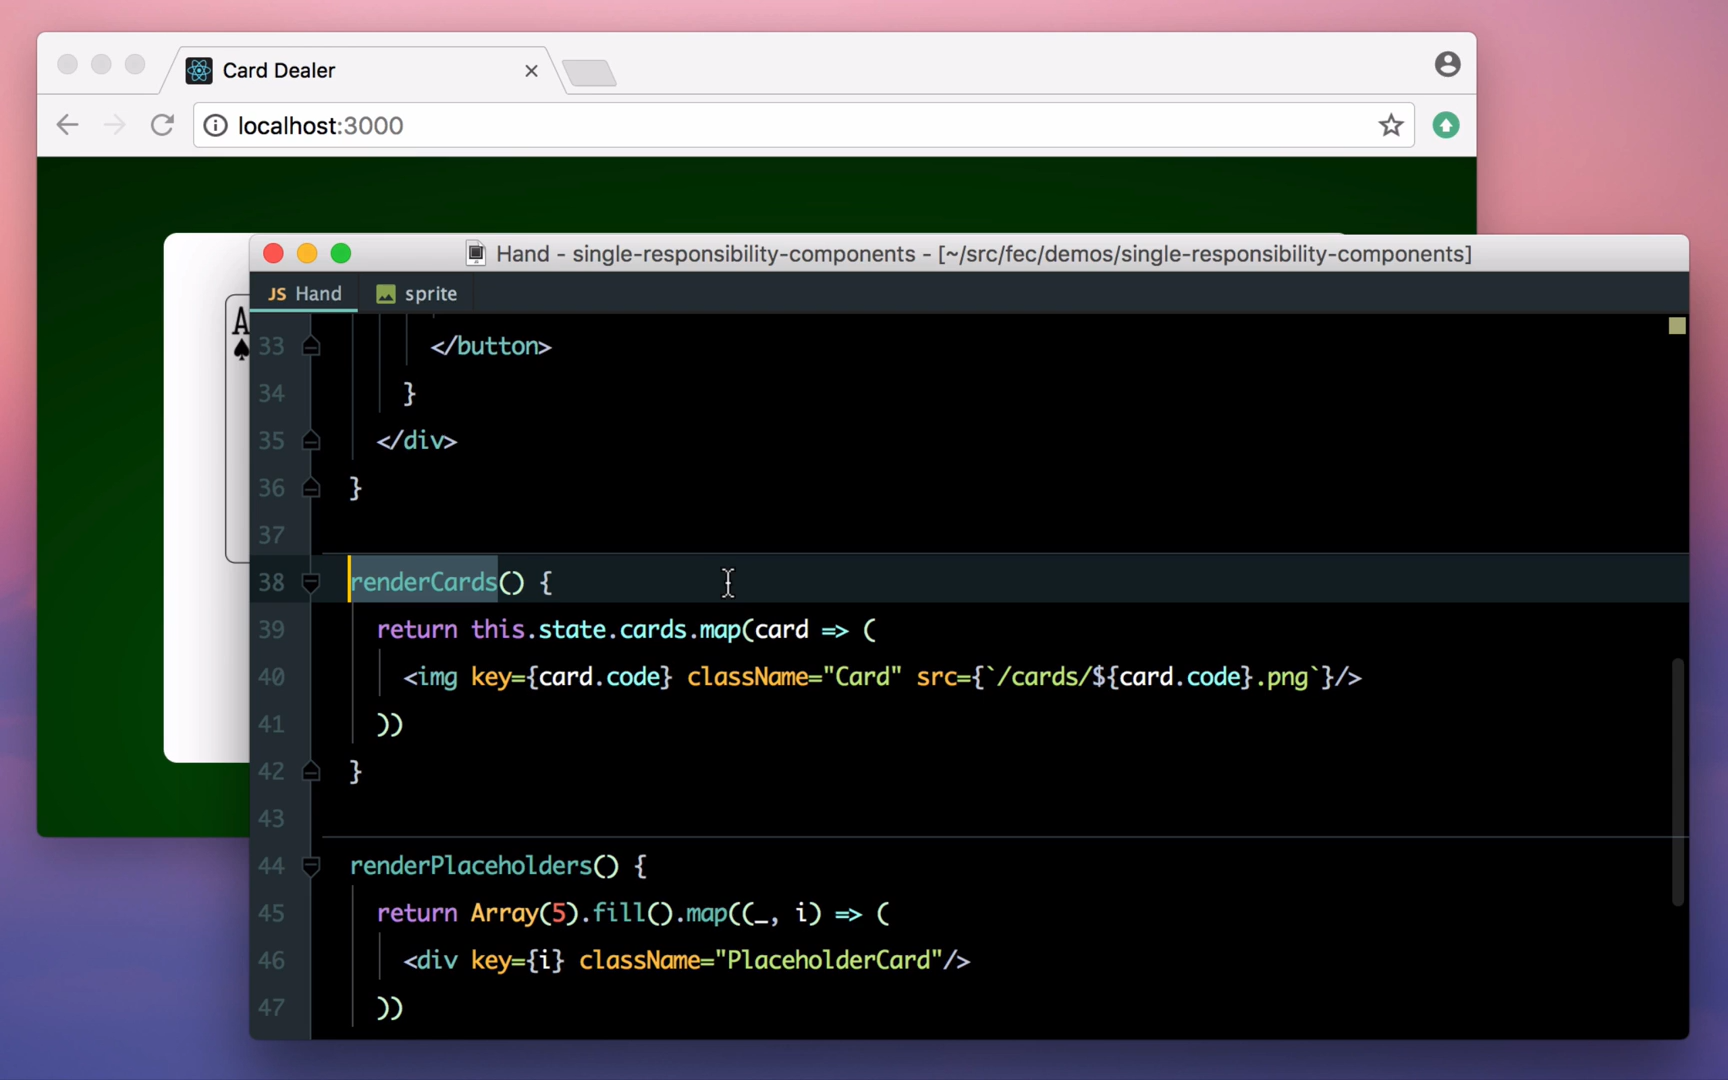 Card Dealer
localhost:3000
A
Hand - single-responsibility-components - [~/src/fec/demos/single-responsibility-components]
JS Hand sprite
33 </button>
34 }
35 </div>
36 }
37
38 renderCards() {
39 return this.state.cards.map(card => (
40 <img key={card.code} className="Card" src={`/cards/${card.code}.png`}/>
41 ))
42 }
43
44 renderPlaceholders() {
45 return Array(5).fill().map((_, i) => (
46 <div key={i} className="PlaceholderCard"/>
47 ))